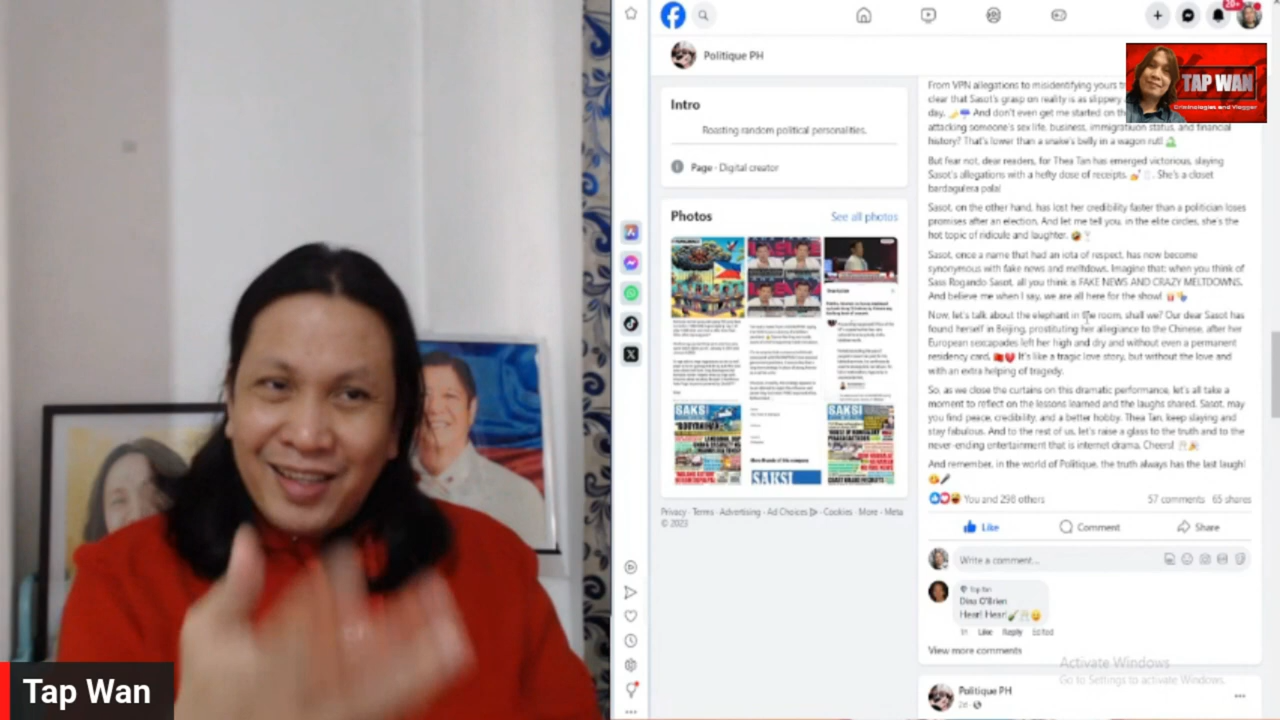 Tap Wan
Politique PH
TAP WAN
Criminologist and Vlogger
20+
Intro
Roasting random political personalities.
Page · Digital creator
Photos
See all photos
SAKSI
SAKSI
SAKSI
Privacy · Terms · Advertising · Ad Choices · Cookies · More · Meta
© 2023
From VPN allegations to misidentifying yours
clear that Sasot's grasp on reality is as slippery
day. And don't even get me started on
attacking someone's sex life, business, immigratiuon status, and financial
history? That's lower than a snake's belly in a wagon rut!
But fear not, dear readers, for Thea Tan has emerged victorious, slaying
Sasot's allegations with a hefty dose of receipts. She's a closet
bardagulera pala!
Sasot, on the other hand, has lost her credibility faster than a politician loses
promises after an election. And let me tell you, in the elite circles, she's the
hot topic of ridicule and laughter.
Sasot, once a name that had an iota of respect, has now become
synonymous with fake news and meltdowns. Imagine that: when you think of
Sass Rogando Sasot, all you think is FAKE NEWS AND CRAZY MELTDOWNS.
And believe me when I say, we are all here for the show!
Now, let's talk about the elephant in the room, shall we? Our dear Sasot has
found herself in Beijing, prostituting her allegiance to the Chinese, after her
European sexcapades left her high and dry and without even a permanent
residency card. It's like a tragic love story, but without the love and
with an extra helping of tragedy.
So, as we close the curtains on this dramatic performance, let's all take a
moment to reflect on the lessons learned and the laughs shared. Sasot, may
you find peace, credibility, and a better hobby. Thea Tan, keep slaying and
stay fabulous. And to the rest of us, let's raise a glass to the truth and to the
never-ending entertainment that is internet drama. Cheers!
And remember, in the world of Politique, the truth always has the last laugh!
You and 298 others
57 comments 65 shares
Like Comment Share
Write a comment...
Top fan
Dina O'Brien
Hear! Hear!
1h Like Reply Edited
View more comments
Activate Windows
Go to Settings to activate Windows.
Politique PH
2d